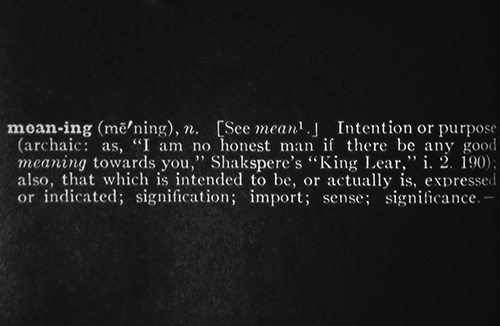 mean-ing (mē′ning), n. [See mean¹.] Intention or purpose
(archaic: as, "I am no honest man if there be any good
meaning towards you," Shakspere's "King Lear," i. 2. 190);
also, that which is intended to be, or actually is, expressed
or indicated; signification; import; sense; significance.—